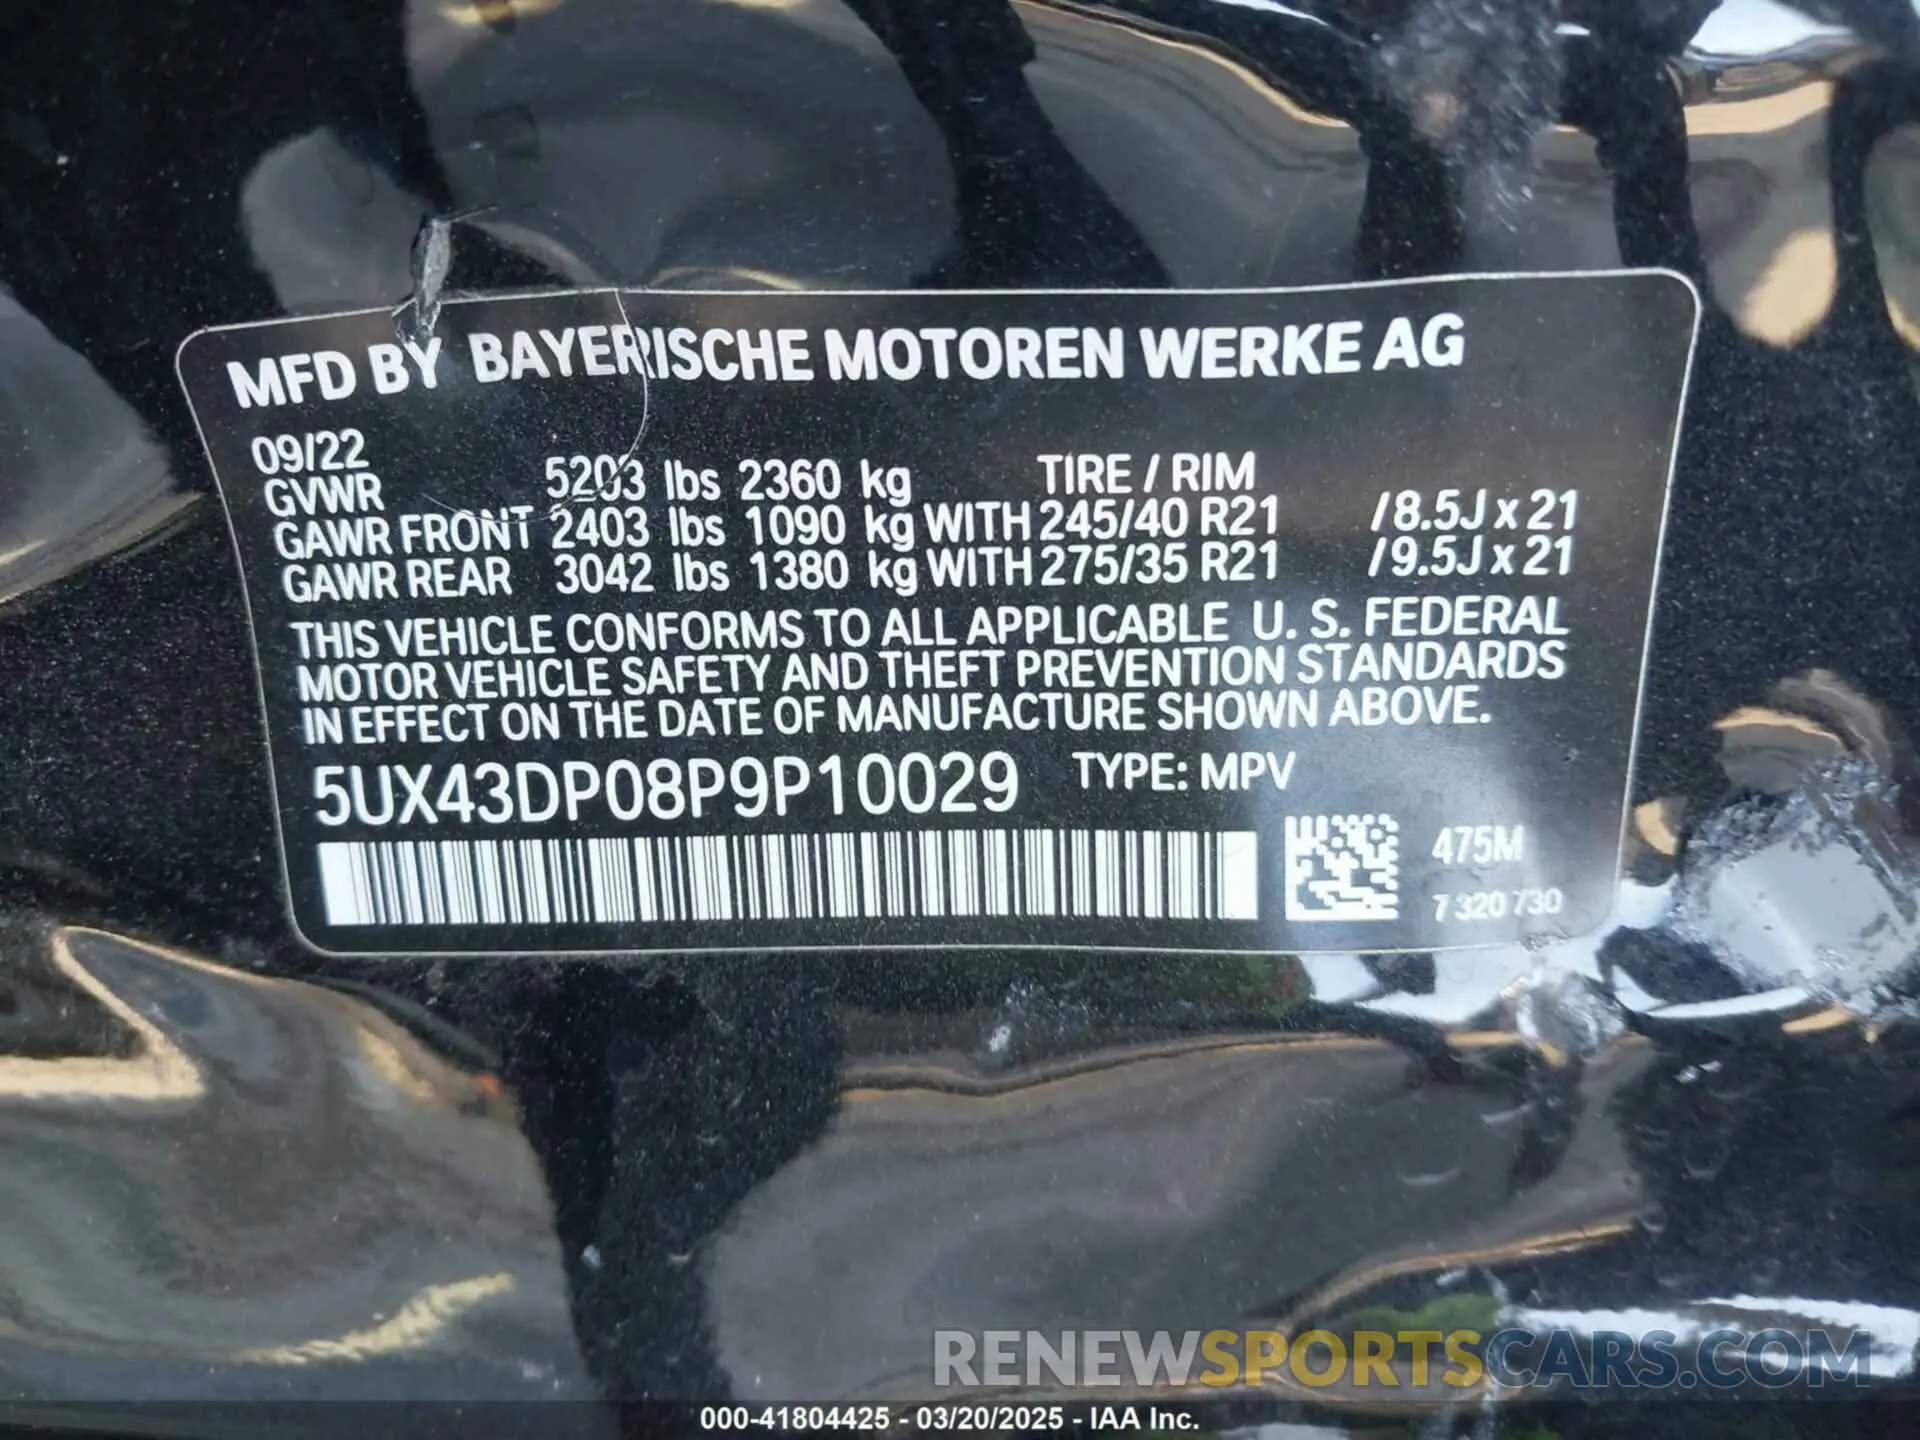 MFD BY BAYERISCHE MOTOREN WERKE AG
09/22
GVWR 5203 lbs 2360 kg TIRE / RIM
GAWR FRONT 2403 lbs 1090 kg WITH 245/40 R21 /8.5J x 21
GAWR REAR 3042 lbs 1380 kg WITH 275/35 R21 /9.5J x 21
THIS VEHICLE CONFORMS TO ALL APPLICABLE U. S. FEDERAL
MOTOR VEHICLE SAFETY AND THEFT PREVENTION STANDARDS
IN EFFECT ON THE DATE OF MANUFACTURE SHOWN ABOVE.
5UX43DP08P9P10029 TYPE: MPV
475M
7 320 730
RENEWSPORTSCARS.COM
000-41804425 - 03/20/2025 - IAA Inc.